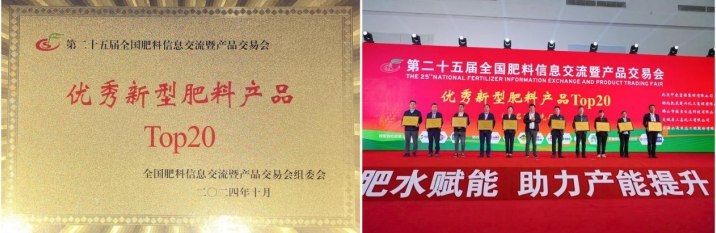 第二十五届全国肥料信息交流暨产品交易会
优秀新型肥料产品
Top20
全国肥料信息交流暨产品交易会组委会
二〇二四年十月
第二十五届全国肥料信息交流暨产品交易会
THE 25TH NATIONAL FERTILIZER INFORMATION EXCHANGE AND PRODUCT TRADING FAIR
优秀新型肥料产品Top20
肥水赋能 助力产能提升